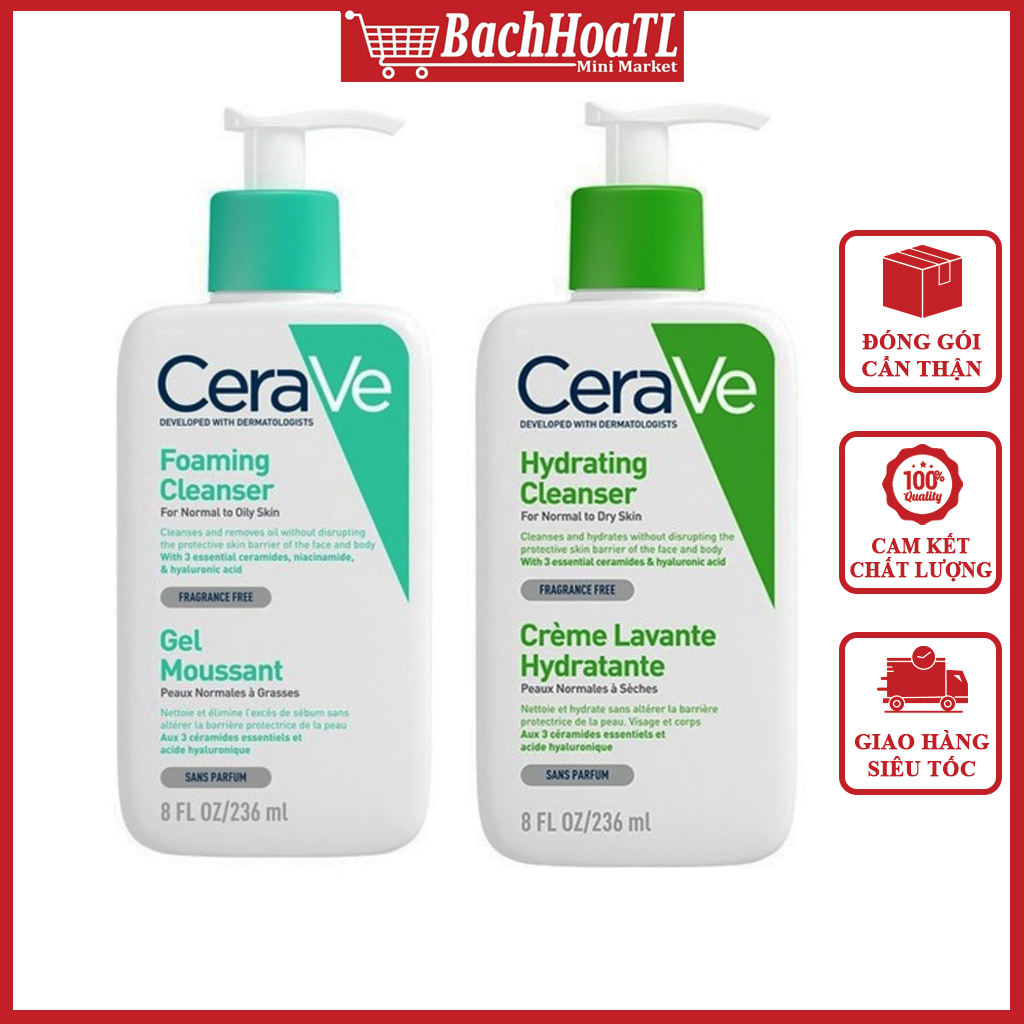 BachHoaTL
Mini Market
CeraVe
DEVELOPED WITH DERMATOLOGISTS
Foaming
Cleanser
For Normal to Oily Skin
Cleanses and removes oil without disrupting
the protective skin barrier of the face and body
With 3 essential ceramides, niacinamide,
& hyaluronic acid
FRAGRANCE FREE
Gel
Moussant
Peaux Normales à Grasses
Nettoie et élimine l'excès de sébum sans
altérer la barrière protectrice de la peau
Aux 3 céramides essentiels et
acide hyaluronique
SANS PARFUM
8 FL OZ/236 ml
CeraVe
DEVELOPED WITH DERMATOLOGISTS
Hydrating
Cleanser
For Normal to Dry Skin
Cleanses and hydrates without disrupting the
protective skin barrier of the face and body
With 3 essential ceramides & hyaluronic acid
FRAGRANCE FREE
Crème Lavante
Hydratante
Peaux Normales à Sèches
Nettoie et hydrate sans altérer la barrière
protectrice de la peau. Visage et corps
Aux 3 céramides essentiels et
acide hyaluronique
SANS PARFUM
8 FL OZ/236 ml
ĐÓNG GÓI
CẨN THẬN
100%
Quality
CAM KẾT
CHẤT LƯỢNG
GIAO HÀNG
SIÊU TỐC